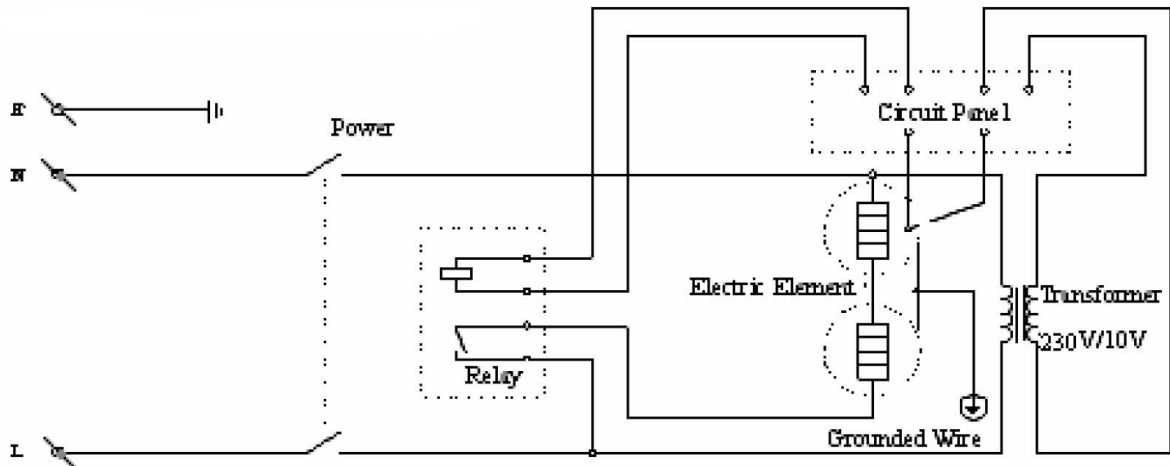 E
Power
Circuit Panel
N
Electric Element
Transformer
230V/10V
Relay
Grounded Wire
L